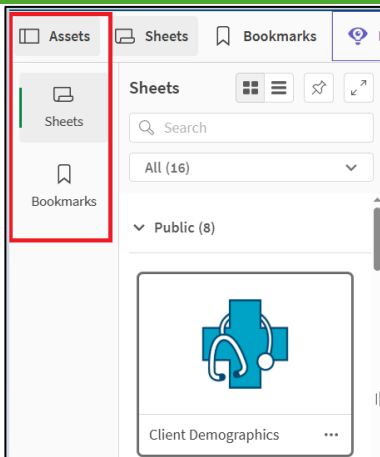 Assets Sheets Bookmarks
Sheets
Sheets
Search
Bookmarks
All (16)
Public (8)
Client Demographics